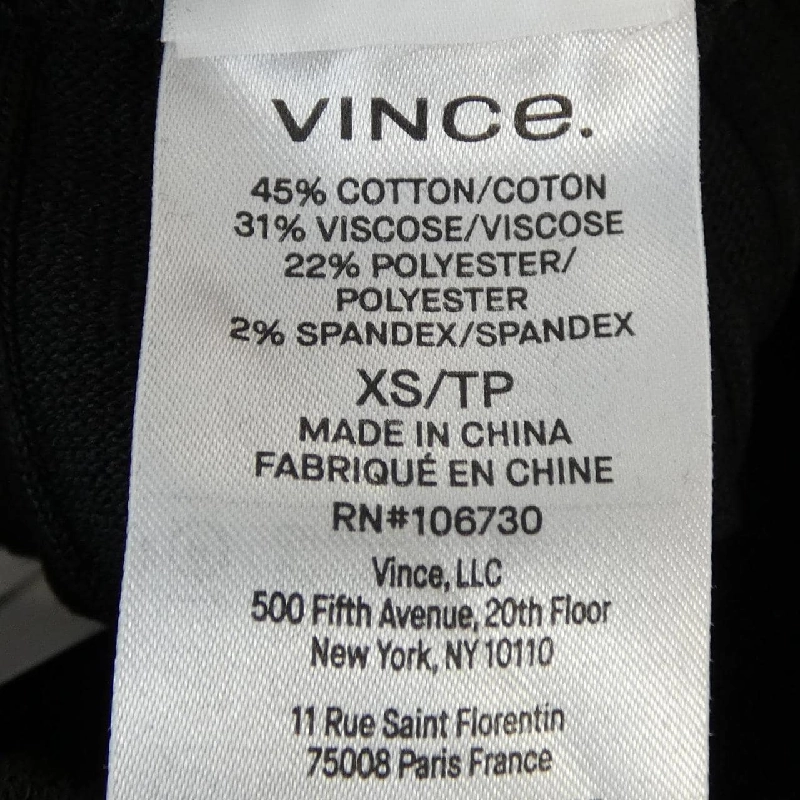 VINCe.
45% COTTON/COTON
31% VISCOSE/VISCOSE
22% POLYESTER/
POLYESTER
2% SPANDEX/SPANDEX
XS/TP
MADE IN CHINA
FABRIQUÉ EN CHINE
RN#106730
Vince, LLC
500 Fifth Avenue, 20th Floor
New York, NY 10110
11 Rue Saint Florentin
75008 Paris France